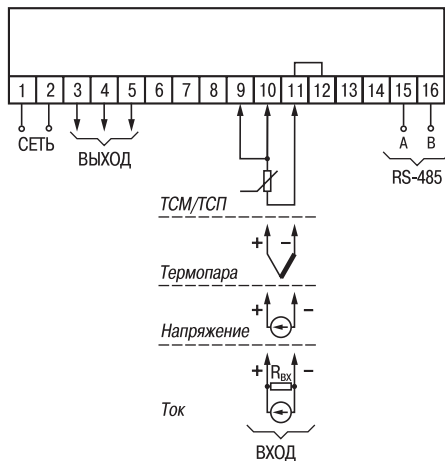 1 2 3 4 5 6 7 8 9 10 11 12 13 14 15 16
СЕТЬ
ВЫХОД
A B
RS-485
ТСМ/ТСП
+ –
Термопара
+ –
Напряжение
+ –
Rвх
Ток
ВХОД